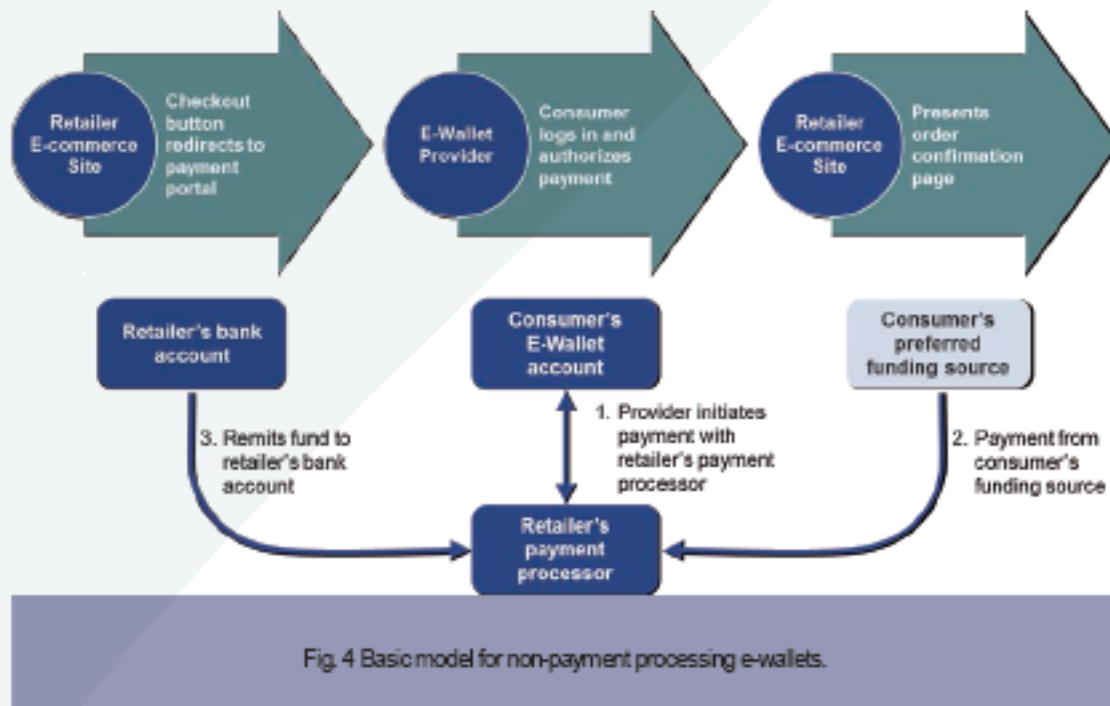 Retailer
E-commerce
Site
Checkout
button
redirects to
payment
portal
E-Wallet
Provider
Consumer
logs in and
authorizes
payment
Retailer
E-commerce
Site
Presents
order
confirmation
page
Retailer's bank
account
Consumer's
E-Wallet
account
Consumer's
preferred
funding source
3. Remits fund to
retailer's bank
account
1. Provider initiates
payment with
retailer's payment
processor
2. Payment from
consumer's
funding source
Retailer's
payment
processor
Fig. 4 Basic model for non-payment processing e-wallets.